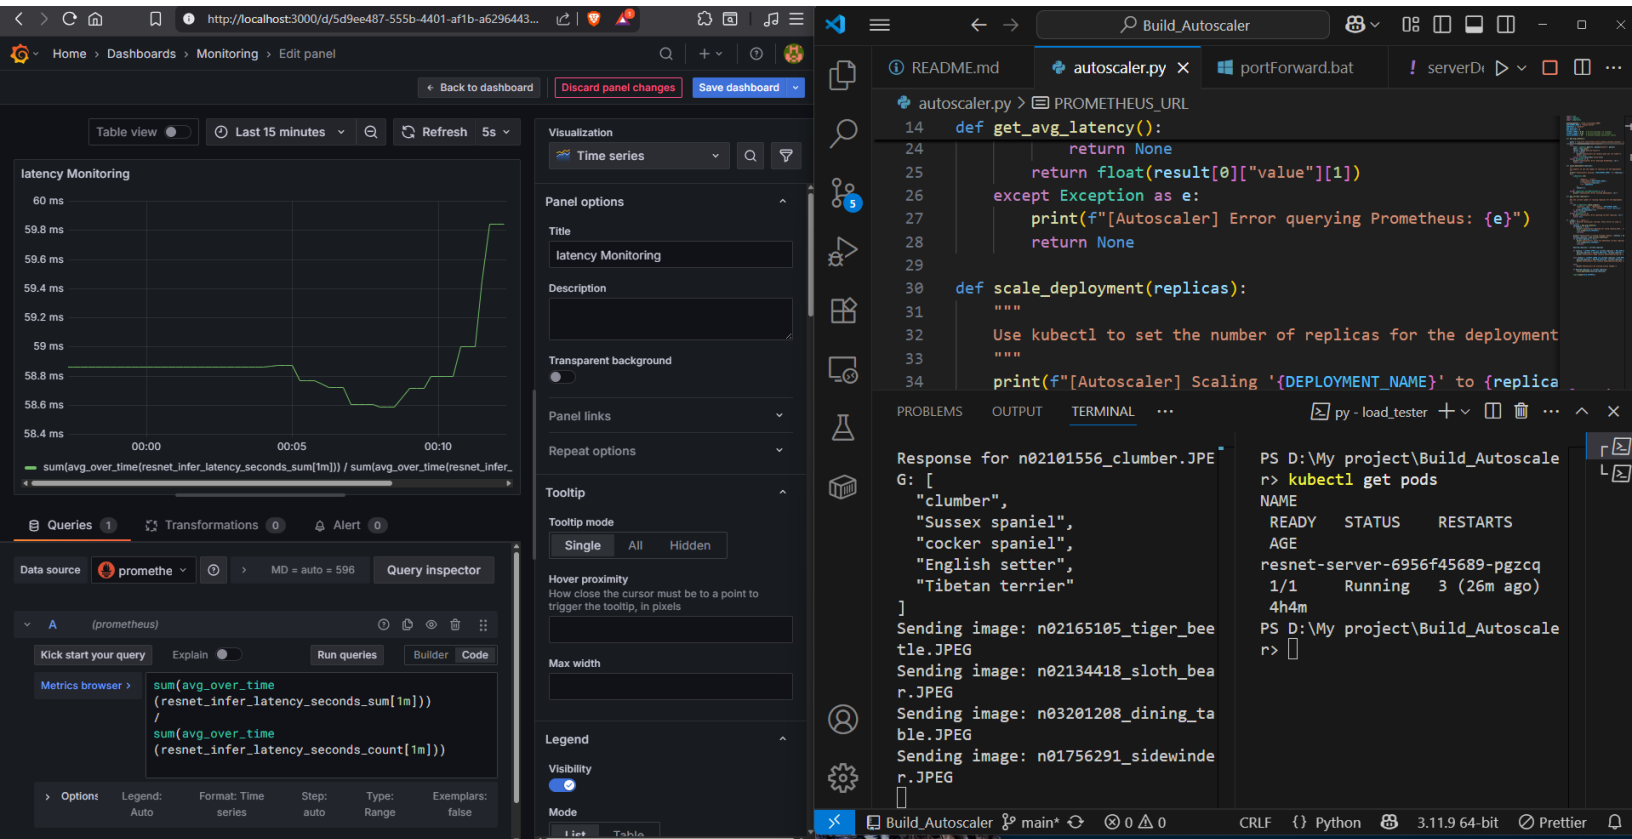 http://localhost:3000/d/5d9ee487-555b-4401-af1b-a6296443...
Home › Dashboards › Monitoring › Edit panel
← Back to dashboard
Discard panel changes
Save dashboard
Table view
Last 15 minutes
Refresh 5s
latency Monitoring
60 ms
59.8 ms
59.6 ms
59.4 ms
59.2 ms
59 ms
58.8 ms
58.6 ms
58.4 ms
00:00 00:05 00:10
sum(avg_over_time(resnet_infer_latency_seconds_sum[1m])) / sum(avg_over_time(resnet_infer_
Queries 1
Transformations 0
Alert 0
Data source
promethe
MD = auto = 596
Query inspector
A (prometheus)
Kick start your query
Explain
Run queries
Builder Code
Metrics browser >
sum(avg_over_time
(resnet_infer_latency_seconds_sum[1m]))
/
sum(avg_over_time
(resnet_infer_latency_seconds_count[1m]))
Options
Legend: Auto
Format: Time series
Step: auto
Type: Range
Exemplars: false
Visualization
Time series
Panel options
Title
latency Monitoring
Description
Transparent background
Panel links
Repeat options
Tooltip
Tooltip mode
Single All Hidden
Hover proximity
How close the cursor must be to a point to
trigger the tooltip, in pixels
Max width
Legend
Visibility
Mode
List Table
Build_Autoscaler
README.md
autoscaler.py
portForward.bat
! serverDe
autoscaler.py > PROMETHEUS_URL
14 def get_avg_latency():
24 return None
25 return float(result[0]["value"][1])
26 except Exception as e:
27 print(f"[Autoscaler] Error querying Prometheus: {e}")
28 return None
29
30 def scale_deployment(replicas):
31 """
32 Use kubectl to set the number of replicas for the deployment
33 """
34 print(f"[Autoscaler] Scaling '{DEPLOYMENT_NAME}' to {replica
5
PROBLEMS OUTPUT TERMINAL ···
py - load_tester
Response for n02101556_clumber.JPE
G: [
"clumber",
"Sussex spaniel",
"cocker spaniel",
"English setter",
"Tibetan terrier"
]
Sending image: n02165105_tiger_bee
tle.JPEG
Sending image: n02134418_sloth_bea
r.JPEG
Sending image: n03201208_dining_ta
ble.JPEG
Sending image: n01756291_sidewinde
r.JPEG
PS D:\My project\Build_Autoscale
r> kubectl get pods
NAME
READY STATUS RESTARTS
AGE
resnet-server-6956f45689-pgzcq
1/1 Running 3 (26m ago)
4h4m
PS D:\My project\Build_Autoscale
r>
Build_Autoscaler main* 0 0 CRLF {} Python 3.11.9 64-bit Prettier